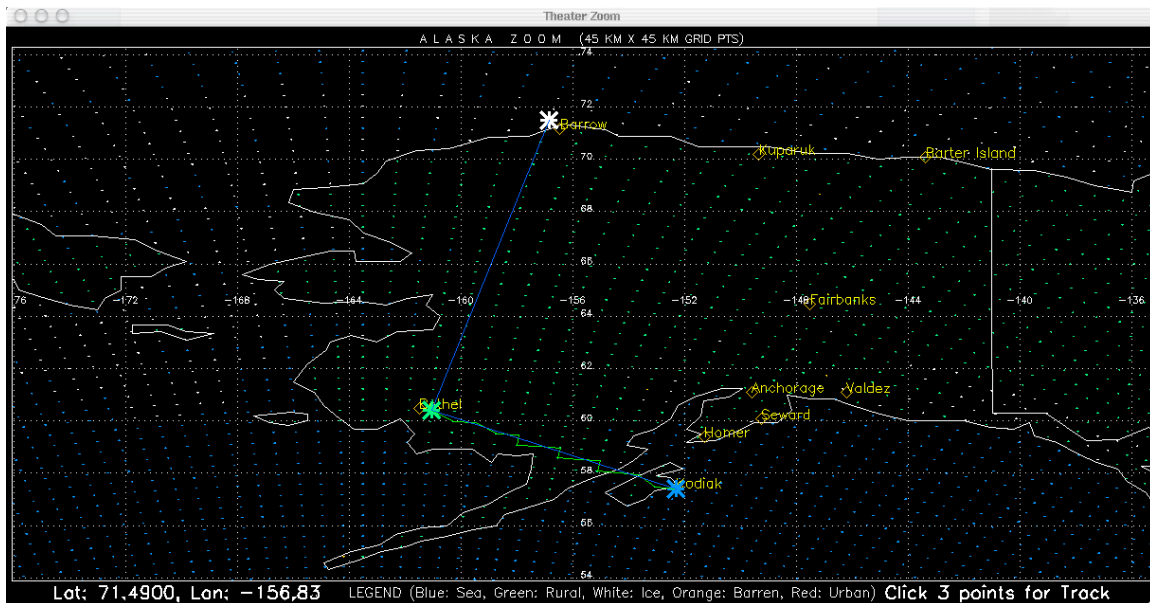 Theater Zoom
ALASKA ZOOM (45 KM X 45 KM GRID PTS)
74
72
Barrow
70
Kuparuk
Barter Island
68
66
76 -172 -168 -164 -160 -156 -152 -148 -144 -140 -136
Fairbanks
64
62
Anchorage
Valdez
Bethel
60
Seward
Homer
58
Kodiak
56
54
Lat: 71.4900, Lon: -156.83 LEGEND (Blue: Sea, Green: Rural, White: Ice, Orange: Barren, Red: Urban) Click 3 points for Track